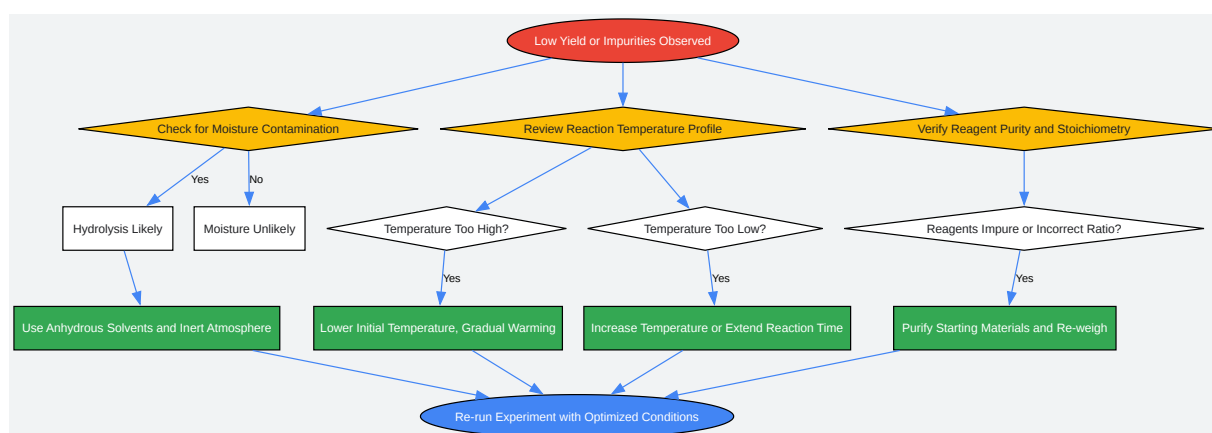 Low Yield or Impurities Observed
Check for Moisture Contamination
Review Reaction Temperature Profile
Verify Reagent Purity and Stoichiometry
Yes
No
Hydrolysis Likely
Moisture Unlikely
Temperature Too High?
Temperature Too Low?
Reagents Impure or Incorrect Ratio?
Yes
Yes
Yes
Use Anhydrous Solvents and Inert Atmosphere
Lower Initial Temperature, Gradual Warming
Increase Temperature or Extend Reaction Time
Purify Starting Materials and Re-weigh
Re-run Experiment with Optimized Conditions